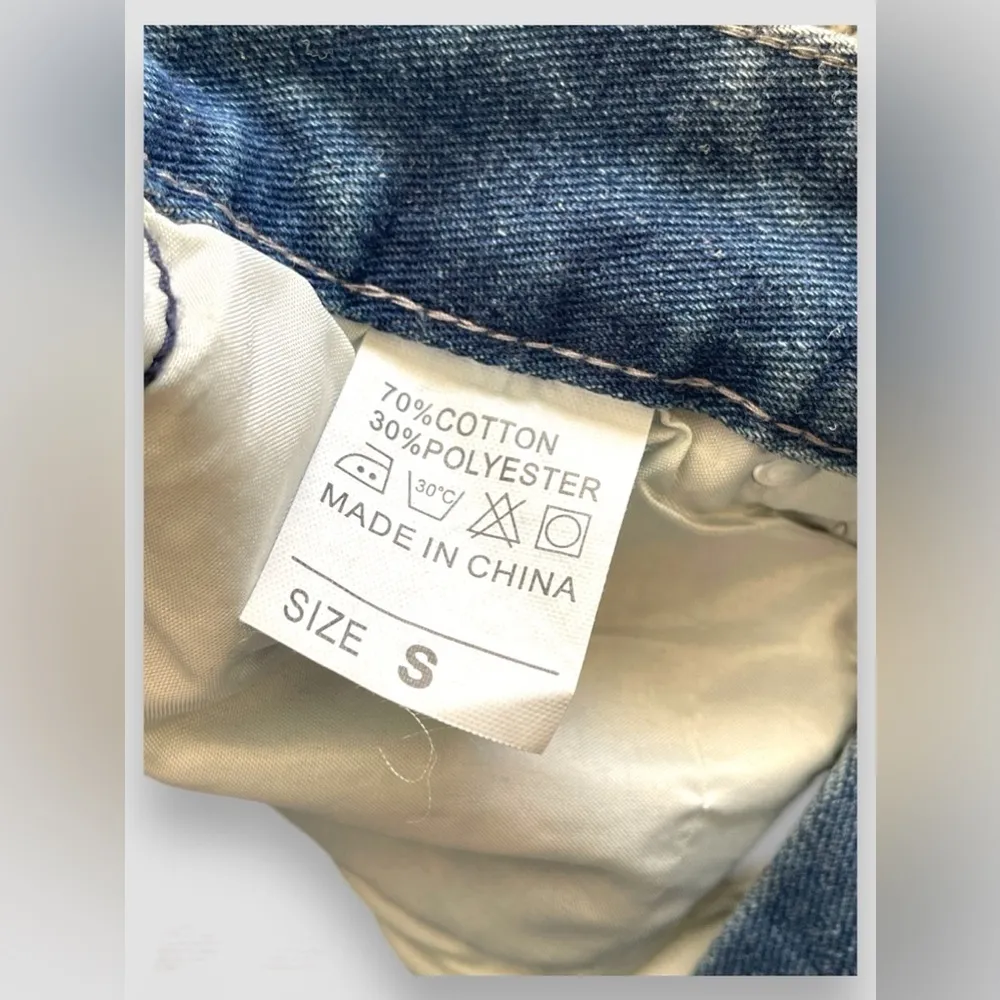 70%COTTON
30%POLYESTER
30°C
MADE IN CHINA
SIZE S